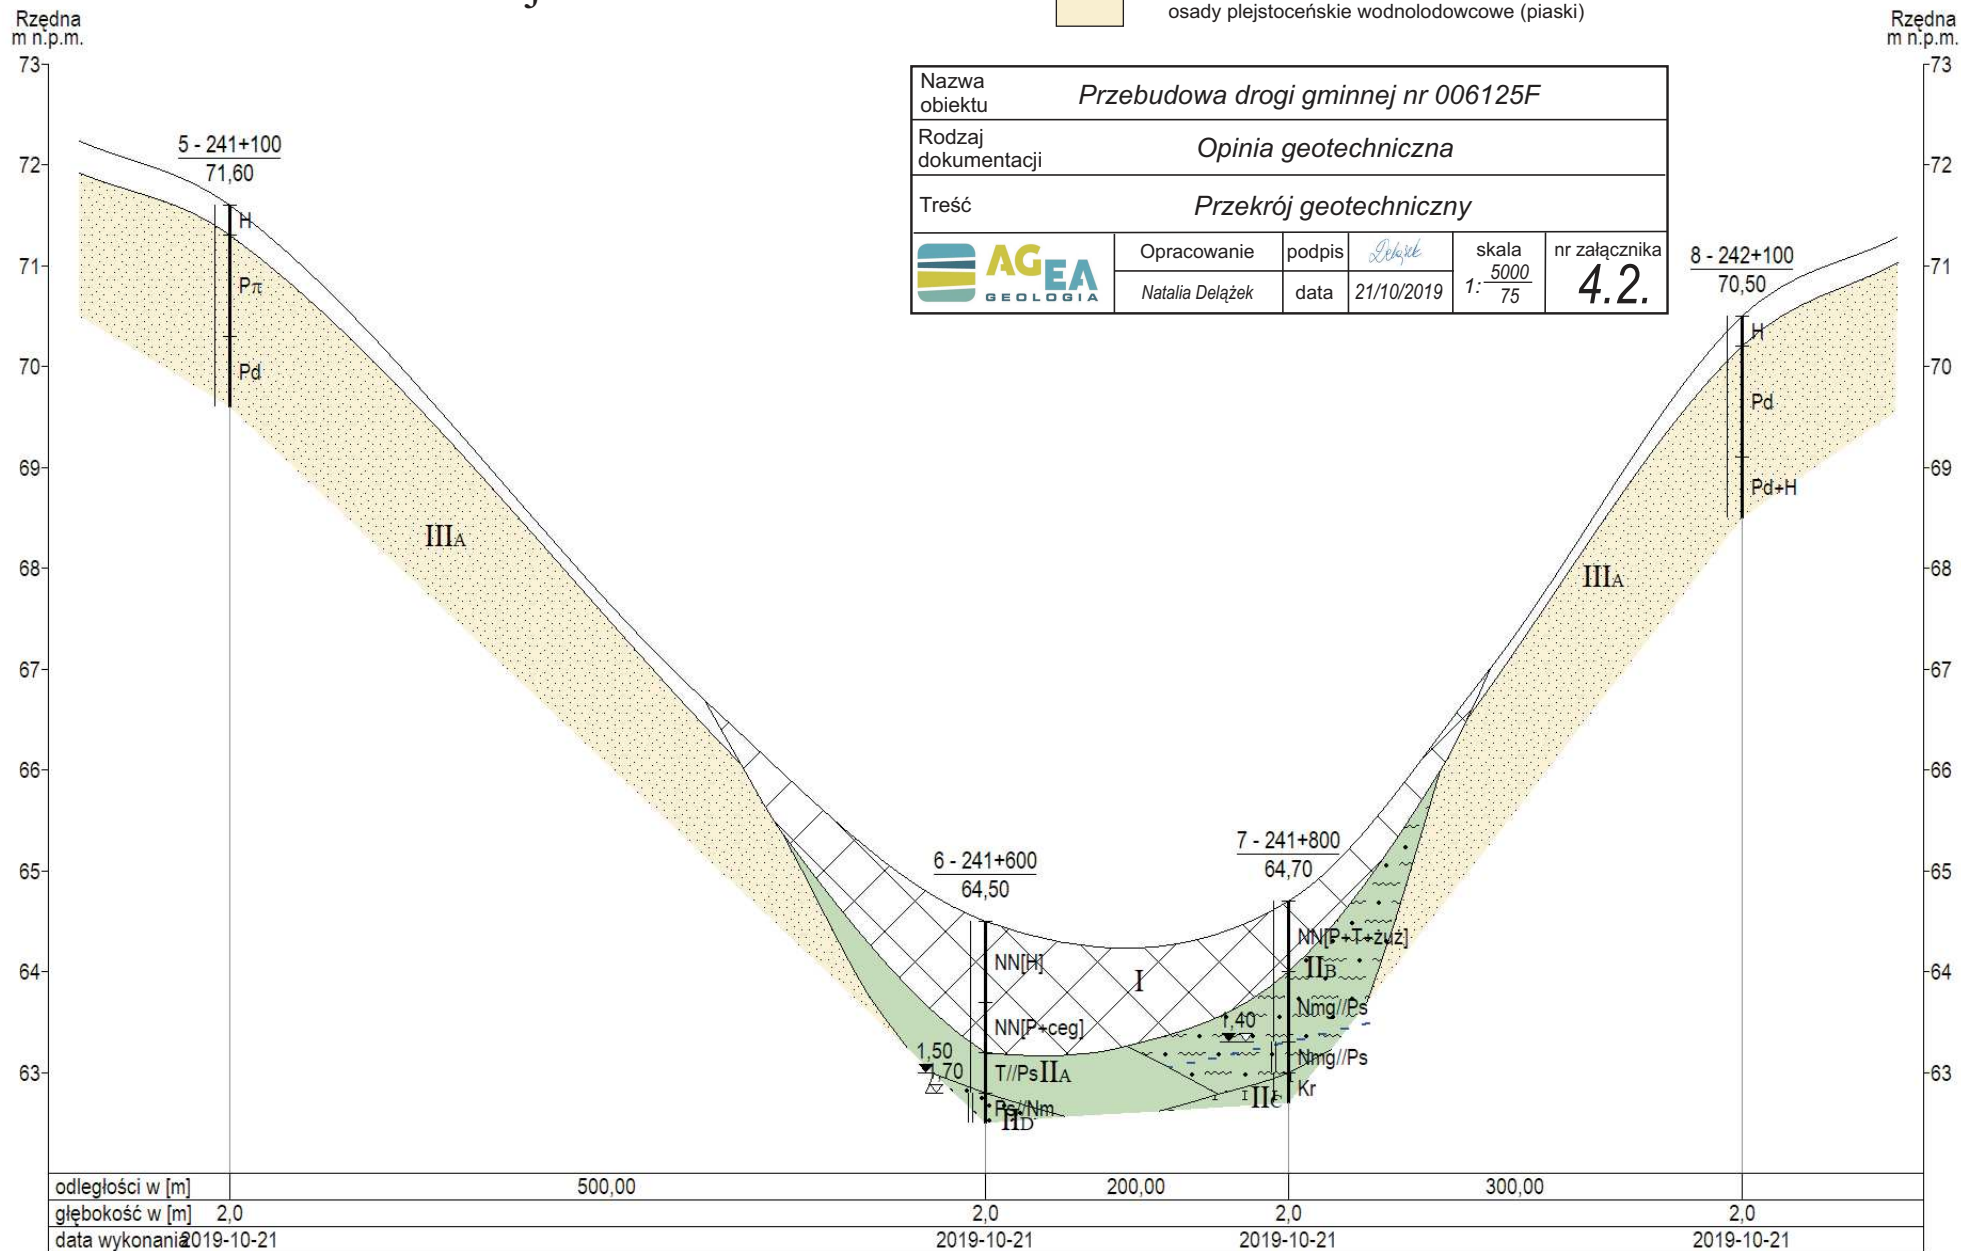 osady plejstoceńskie wodnolodowcowe (piaski)
Rzędna
m n.p.m.
Rzędna
m n.p.m.
73
72
71
70
69
68
67
66
65
64
63
73
72
71
70
69
68
67
66
65
64
63
Nazwa
obiektu
Przebudowa drogi gminnej nr 006125F
Rodzaj
dokumentacji
Opinia geotechniczna
Treść
Przekrój geotechniczny
AGEA
GEOLOGIA
Opracowanie
podpis
Delążek
skala
nr załącznika
Natalia Delążek
data
21/10/2019
1: 5000
75
4.2.
5 - 241+100
71,60
H
Pπ
Pd
IIIA
6 - 241+600
64,50
NN[H]
NN[P+ceg]
T//Ps
IIA
Ps//Nm
IID
1,50
1,70
I
7 - 241+800
64,70
NN[P+T+żuż]
IIB
Nmg//Ps
1,40
Nmg//Ps
Kr
IIC
8 - 242+100
70,50
H
Pd
Pd+H
IIIA
odległości w [m] 500,00 200,00 300,00
głębokość w [m] 2,0 2,0 2,0 2,0
data wykonania 2019-10-21 2019-10-21 2019-10-21 2019-10-21